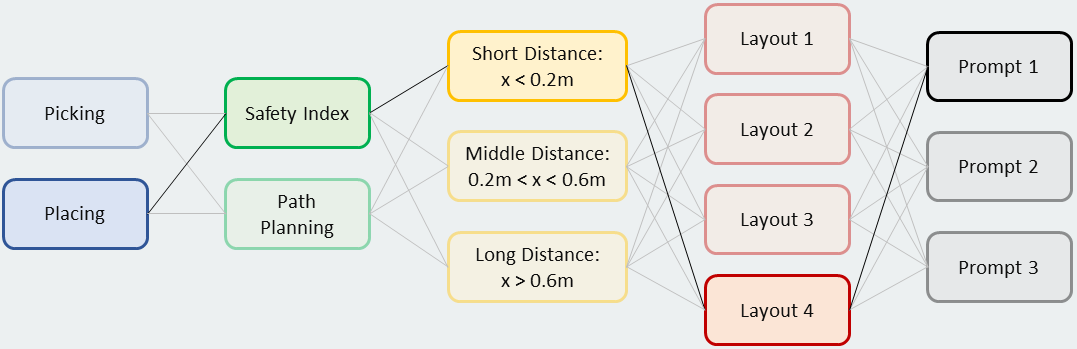 Picking
Placing
Safety Index
Path
Planning
Short Distance:
x < 0.2m
Middle Distance:
0.2m < x < 0.6m
Long Distance:
x > 0.6m
Layout 1
Layout 2
Layout 3
Layout 4
Prompt 1
Prompt 2
Prompt 3